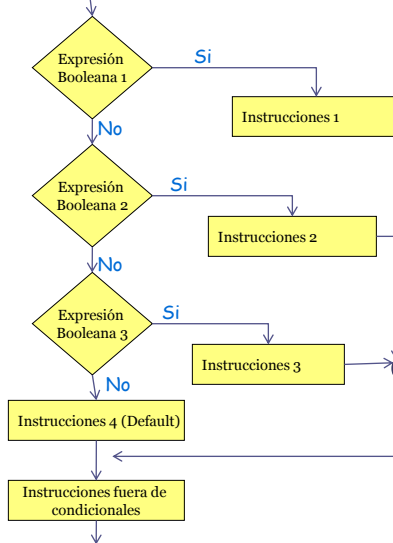 Expresión
Booleana 1
Si
Instrucciones 1
No
Expresión
Booleana 2
Si
Instrucciones 2
No
Expresión
Booleana 3
Si
Instrucciones 3
No
Instrucciones 4 (Default)
Instrucciones fuera de
condicionales